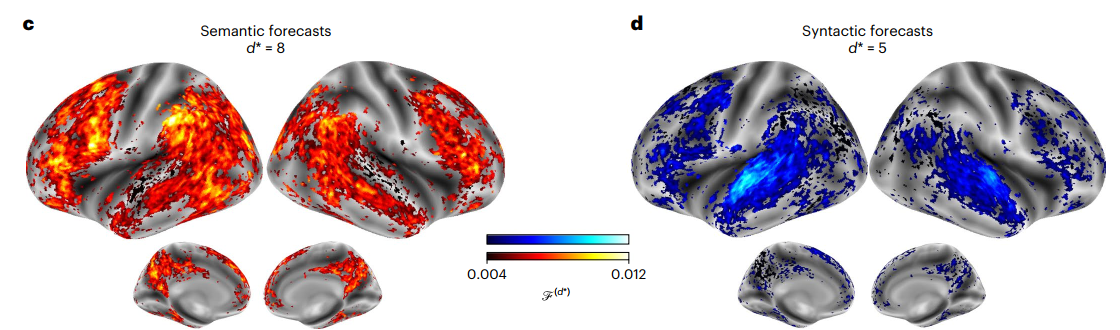 c
Semantic forecasts
d* = 8
d
Syntactic forecasts
d* = 5
0.004 0.012
ℱ(d*)